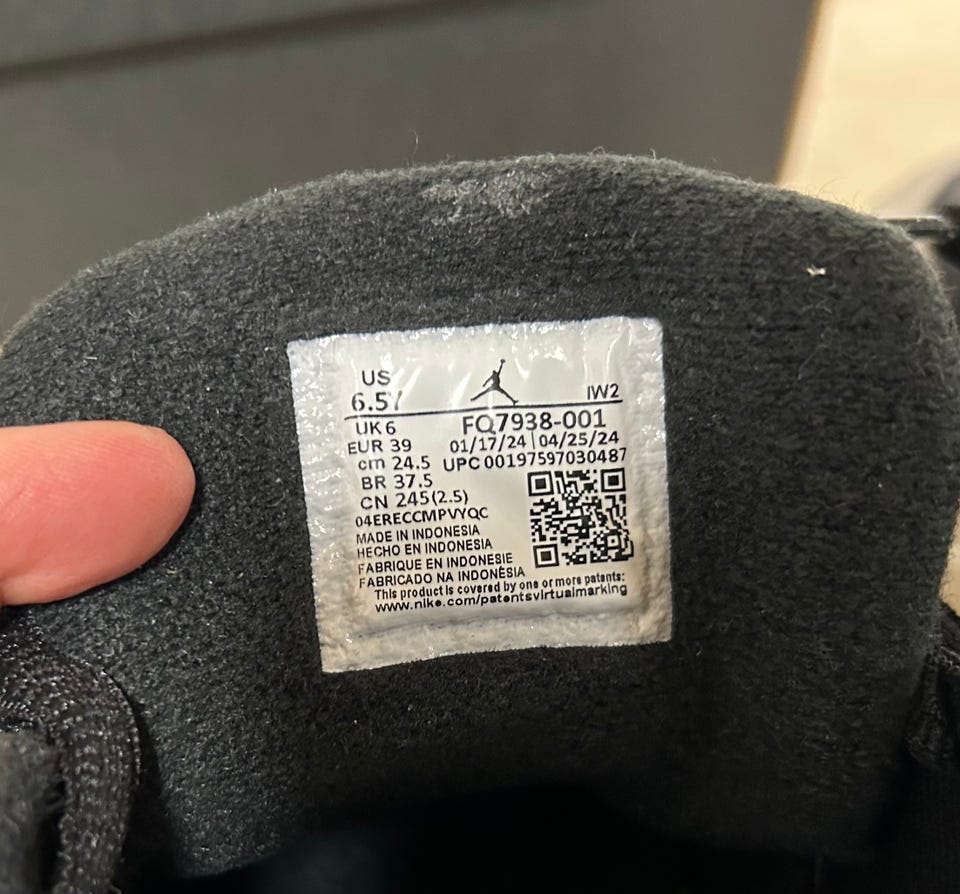 US
6.5Y
IW2
UK 6
FQ7938-001
EUR 39
01/17/24 04/25/24
cm 24.5
UPC 00197597030487
BR 37.5
CN 245(2.5)
04ERECCMPVYQC
MADE IN INDONESIA
HECHO EN INDONESIA
FABRIQUE EN INDONESIE
FABRICADO NA INDONÉSIA
This product is covered by one or more patents:
www.nike.com/patentsvirtualmarking